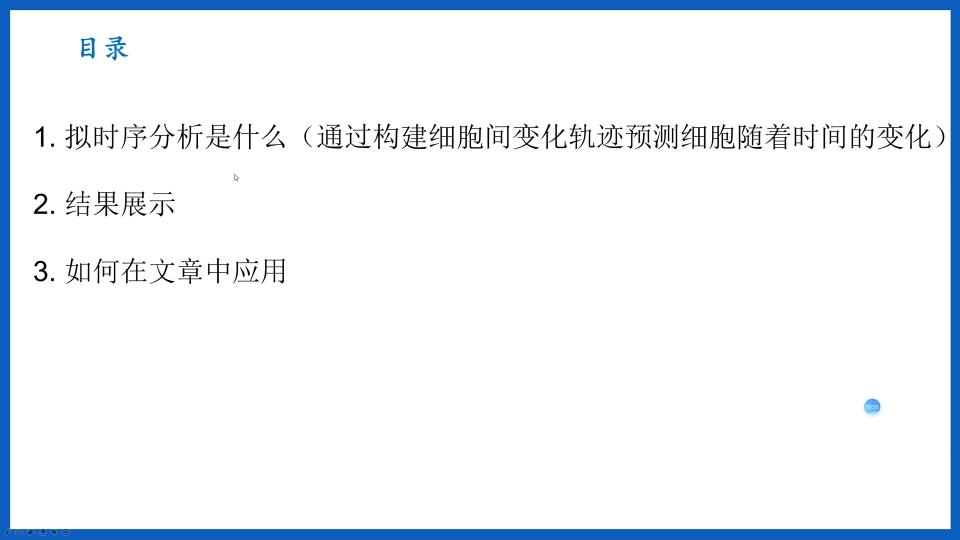 目录
1. 拟时序分析是什么（通过构建细胞间变化轨迹预测细胞随着时间的变化）
2. 结果展示
3. 如何在文章中应用
00:15